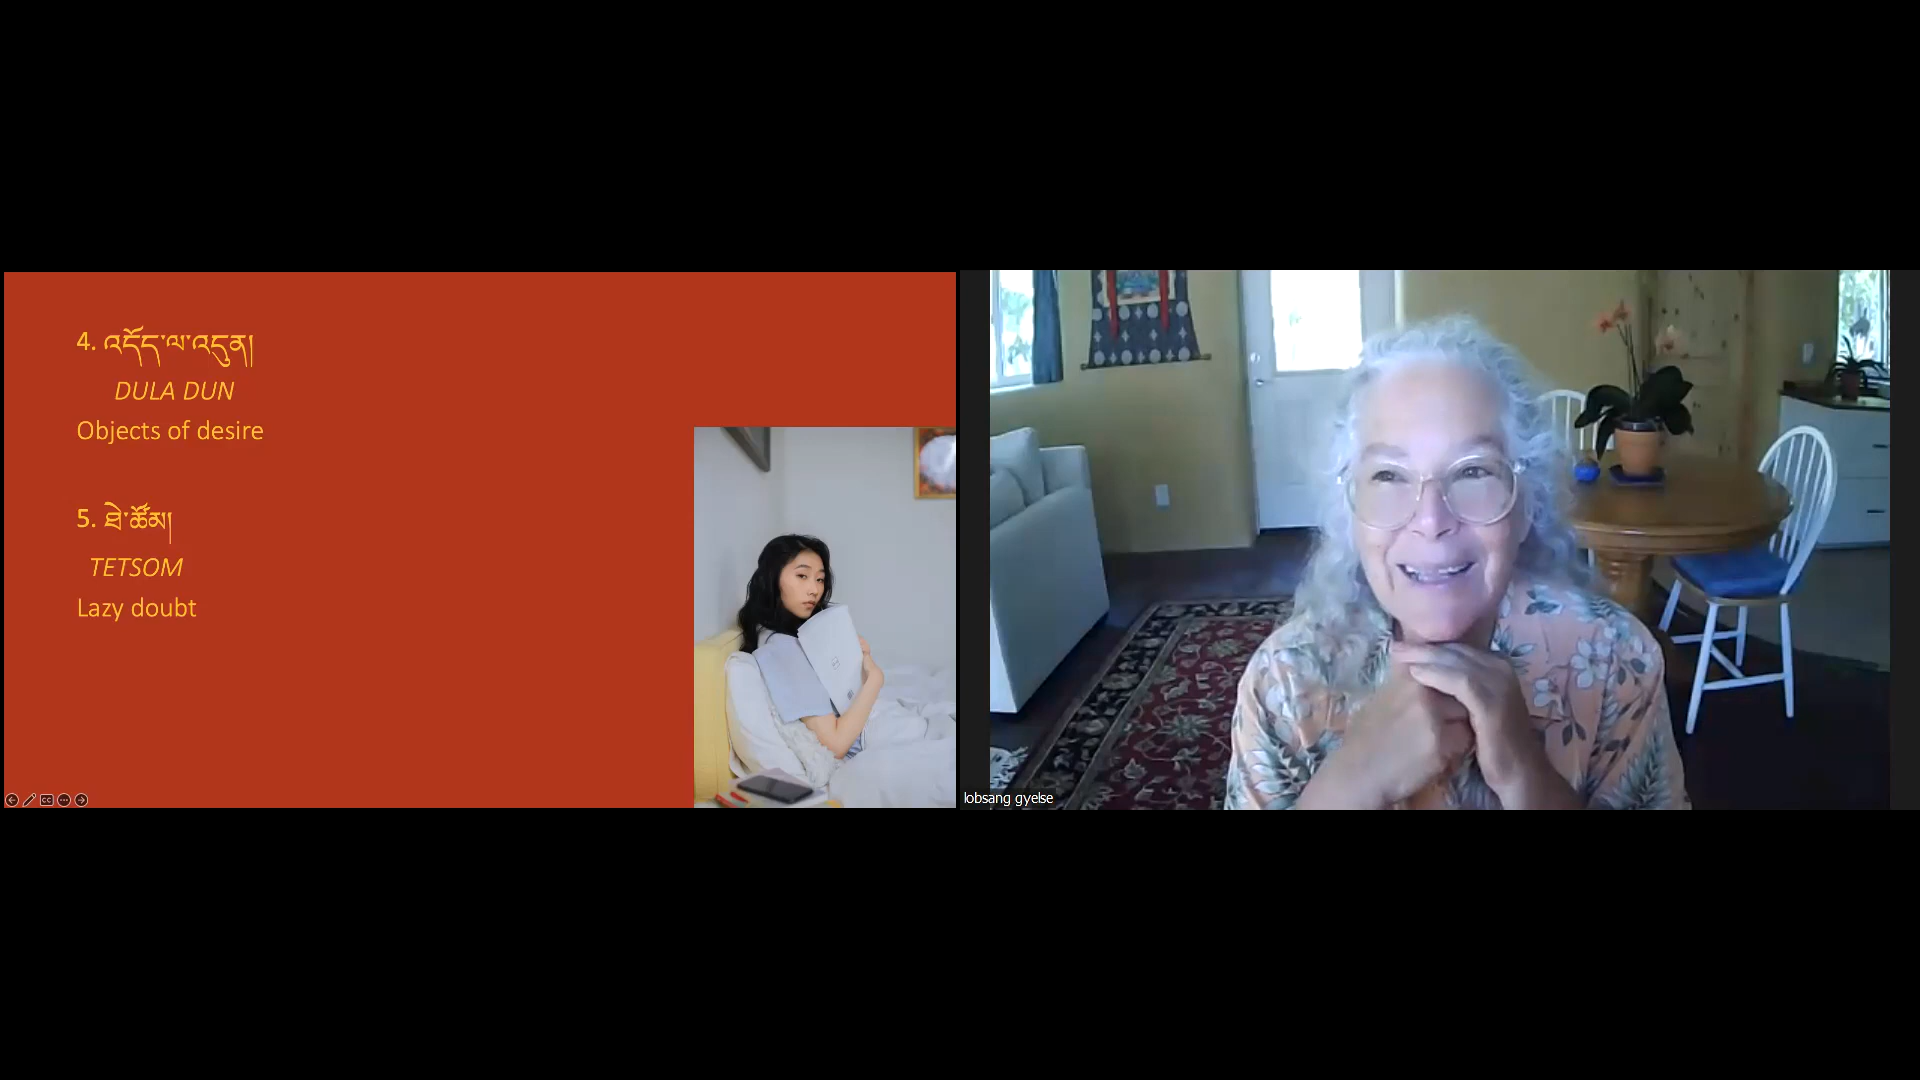 4. འདོད་ལ་འདུན།
DULA DUN
Objects of desire
5. ཐེ་ཚོམ།
TETSOM
Lazy doubt
lobsang gyelse